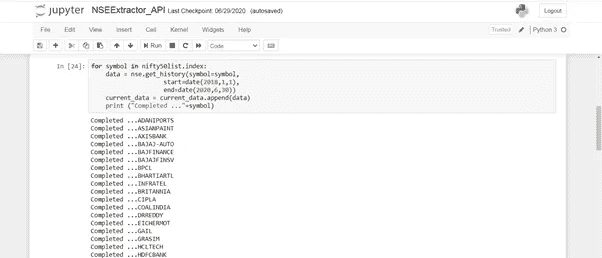 jupyter NSEExtractor_API Last Checkpoint: 06/29/2020 (autosaved)
Logout
File Edit View Insert Cell Kernel Widgets Help
Trusted
Python 3
Run
Code
In [24]: for symbol in nifty50list.index:
data = nse.get_history(symbol=symbol,
start=date(2018,1,1),
end=date(2020,6,30))
current_data = current_data.append(data)
print ("Completed ..."+symbol)
Completed ...ADANIPORTS
Completed ...ASIANPAINT
Completed ...AXISBANK
Completed ...BAJAJ-AUTO
Completed ...BAJFINANCE
Completed ...BAJAJFINSV
Completed ...BPCL
Completed ...BHARTIARTL
Completed ...INFRATEL
Completed ...BRITANNIA
Completed ...CIPLA
Completed ...COALINDIA
Completed ...DRREDDY
Completed ...EICHERMOT
Completed ...GAIL
Completed ...GRASIM
Completed ...HCLTECH
Completed ...HDFCBANK